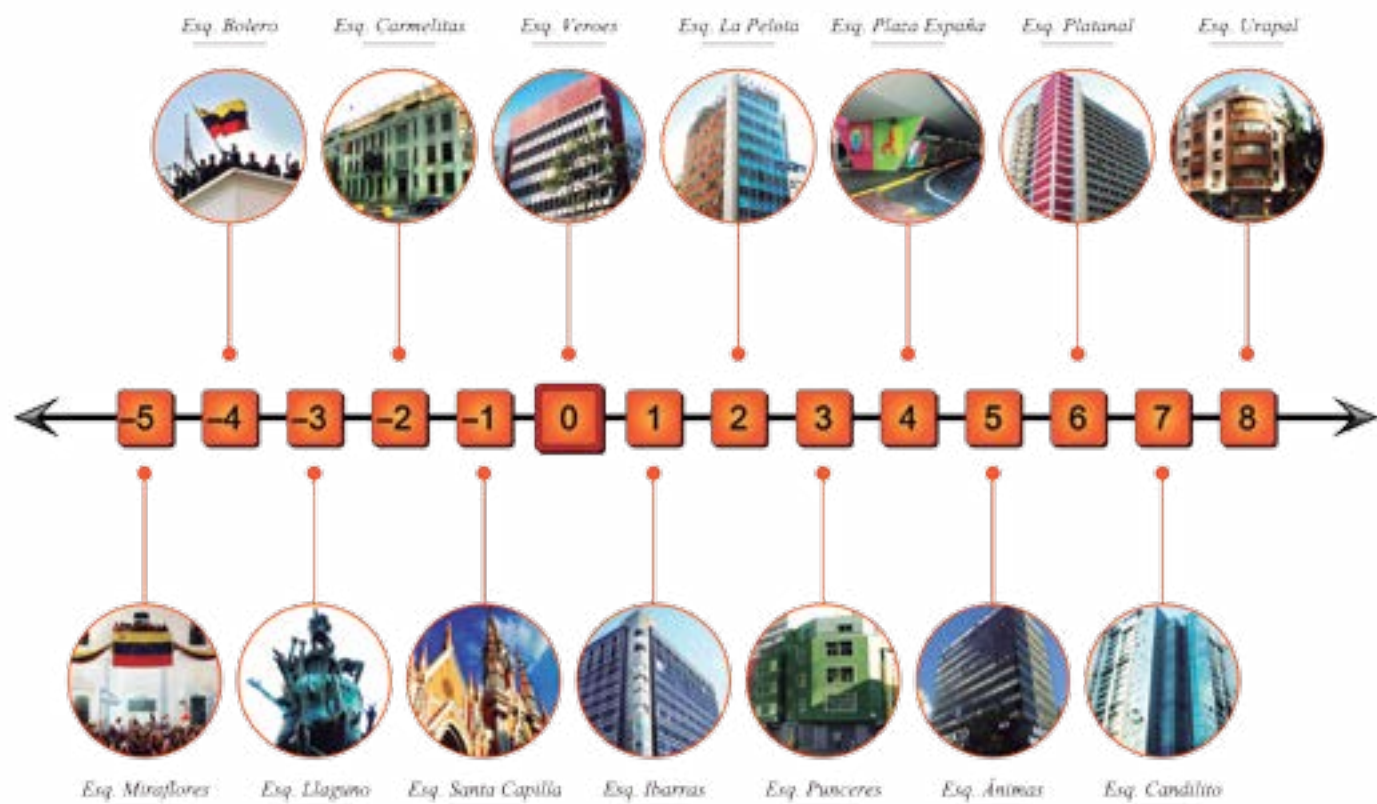 Esq. Bolero Esq. Carmelitas Esq. Veroes Esq. La Pelota Esq. Plaza España Esq. Platanal Esq. Urapal
–5 –4 –3 –2 –1 0 1 2 3 4 5 6 7 8
Esq. Miraflores Esq. Llaguno Esq. Santa Capilla Esq. Ibarras Esq. Punceres Esq. Ánimas Esq. Candilito